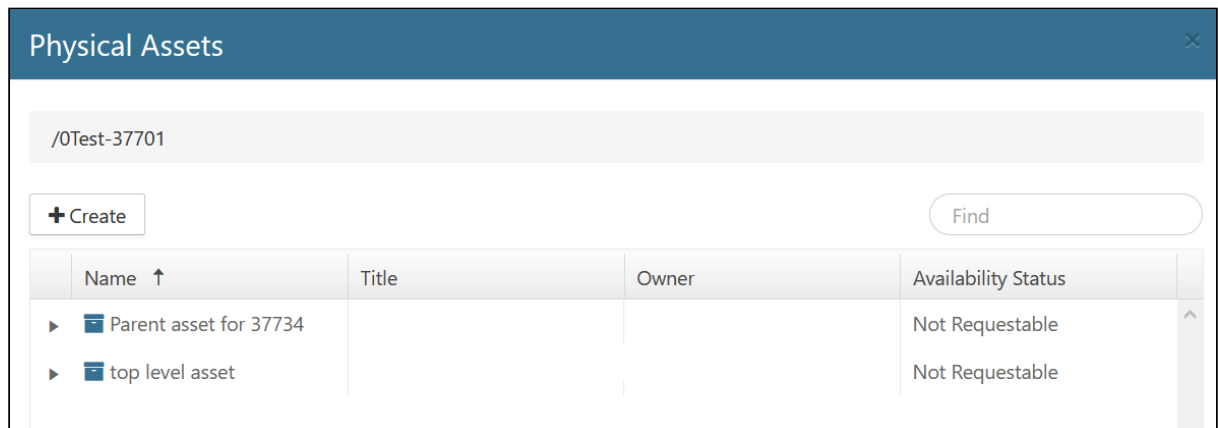 Physical Assets
/0Test-37701
Create
Find
Name Title Owner Availability Status
Parent asset for 37734 Not Requestable
top level asset Not Requestable